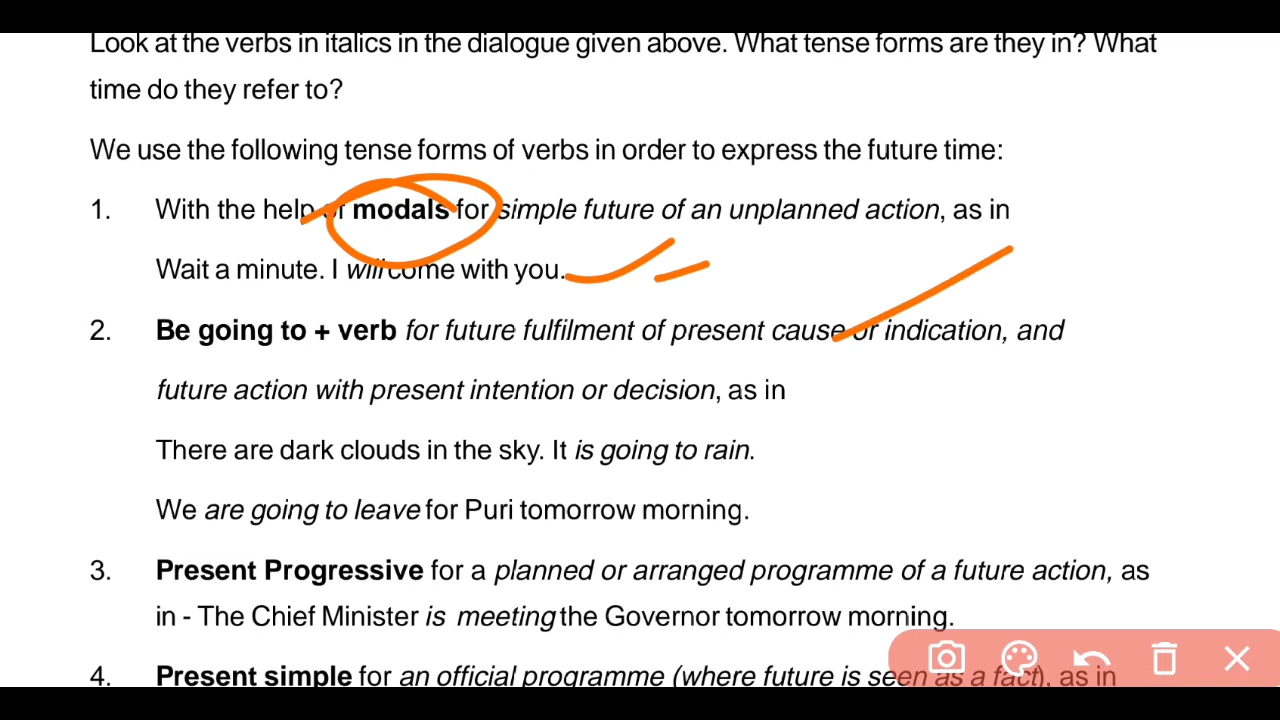 Look at the verbs in italics in the dialogue given above. What tense forms are they in? What
time do they refer to?
We use the following tense forms of verbs in order to express the future time:
1. With the help of modals for simple future of an unplanned action, as in
Wait a minute. I will come with you.
2. Be going to + verb for future fulfilment of present cause or indication, and
future action with present intention or decision, as in
There are dark clouds in the sky. It is going to rain.
We are going to leave for Puri tomorrow morning.
3. Present Progressive for a planned or arranged programme of a future action, as
in - The Chief Minister is meeting the Governor tomorrow morning.
4. Present simple for an official programme (where future is seen as a fact), as in